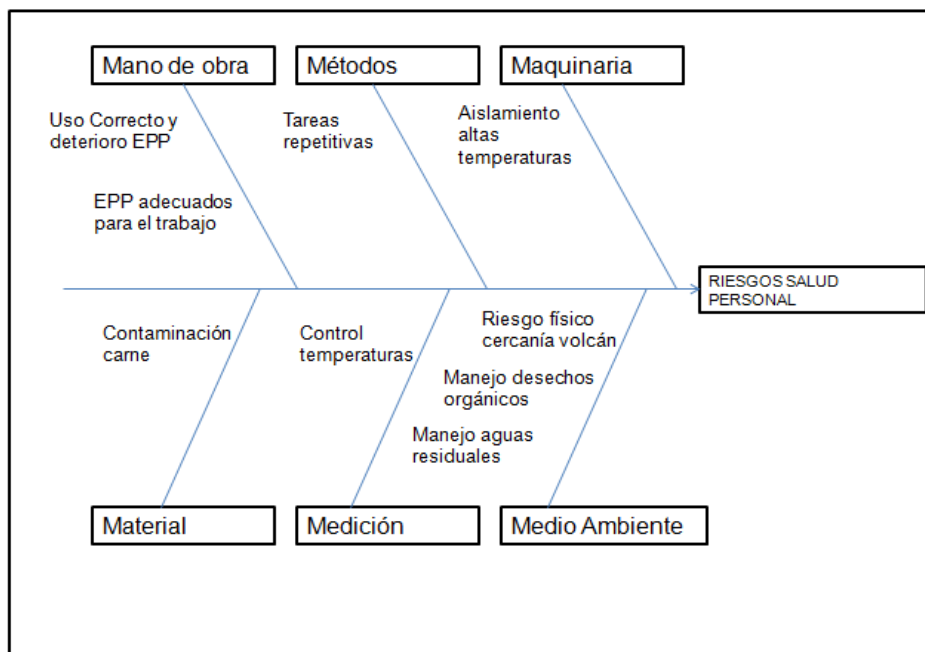 Mano de obra
Métodos
Maquinaria
Uso Correcto y
deterioro EPP
EPP adecuados
para el trabajo
Tareas
repetitivas
Aislamiento
altas
temperaturas
RIESGOS SALUD
PERSONAL
Contaminación
carne
Control
temperaturas
Riesgo físico
cercanía volcán
Manejo desechos
orgánicos
Manejo aguas
residuales
Material
Medición
Medio Ambiente